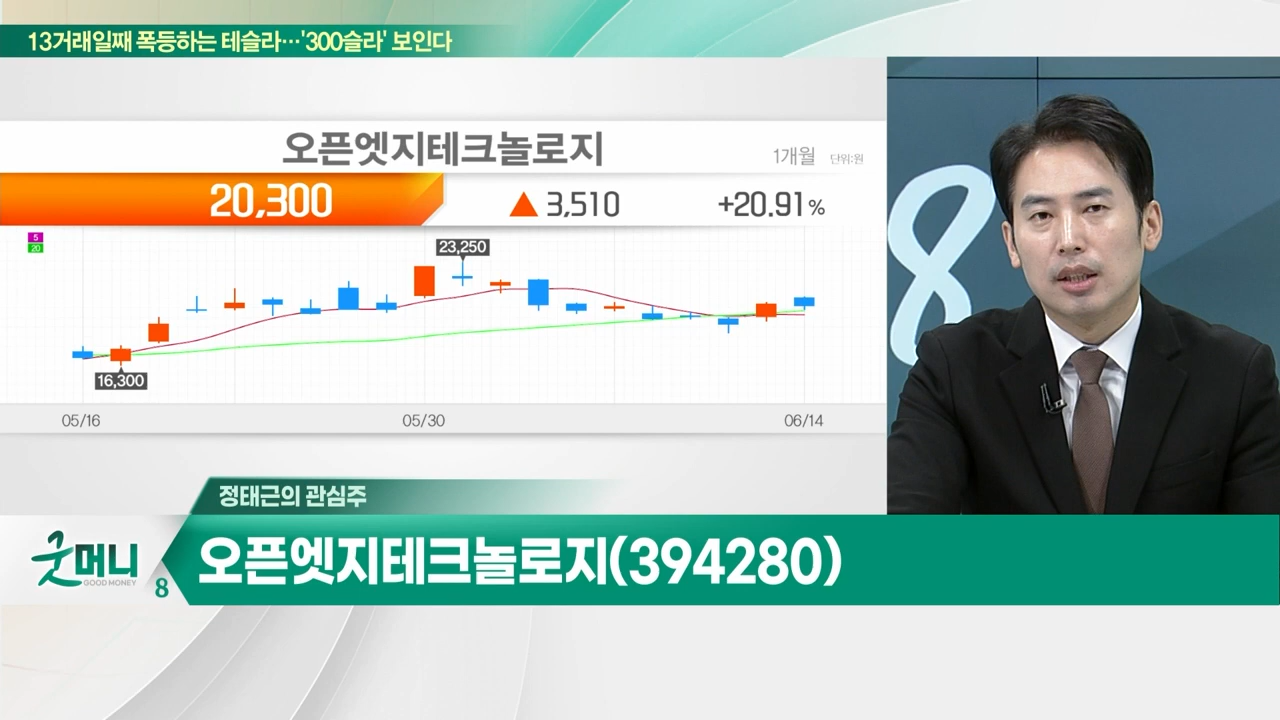 13거래일째 폭등하는 테슬라…'300슬라' 보인다
오픈엣지테크놀로지
1개월 단위:원
20,300 ▲ 3,510 +20.91%
5
20
23,250
16,300
05/16 05/30 06/14
8
정태근의 관심주
굿머니
GOOD MONEY
8
오픈엣지테크놀로지(394280)